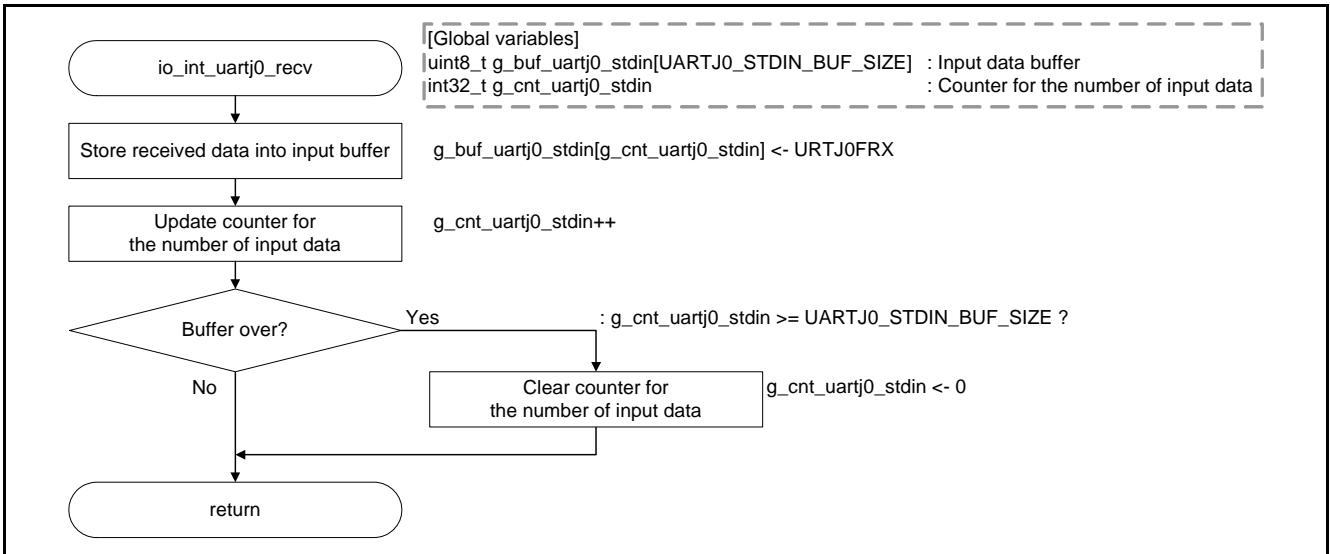 [Global variables]
uint8_t g_buf_uartj0_stdin[UARTJ0_STDIN_BUF_SIZE] : Input data buffer
int32_t g_cnt_uartj0_stdin : Counter for the number of input data
io_int_uartj0_recv
Store received data into input buffer
g_buf_uartj0_stdin[g_cnt_uartj0_stdin] <- URTJ0FRX
Update counter for
the number of input data
g_cnt_uartj0_stdin++
Buffer over?
Yes
: g_cnt_uartj0_stdin >= UARTJ0_STDIN_BUF_SIZE ?
No
Clear counter for
the number of input data
g_cnt_uartj0_stdin <- 0
return